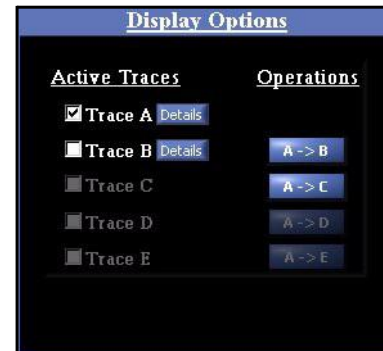 Display Options
Active Traces Operations
Trace A Details
Trace B Details A -> B
Trace C A -> C
Trace D A -> D
Trace E A -> E